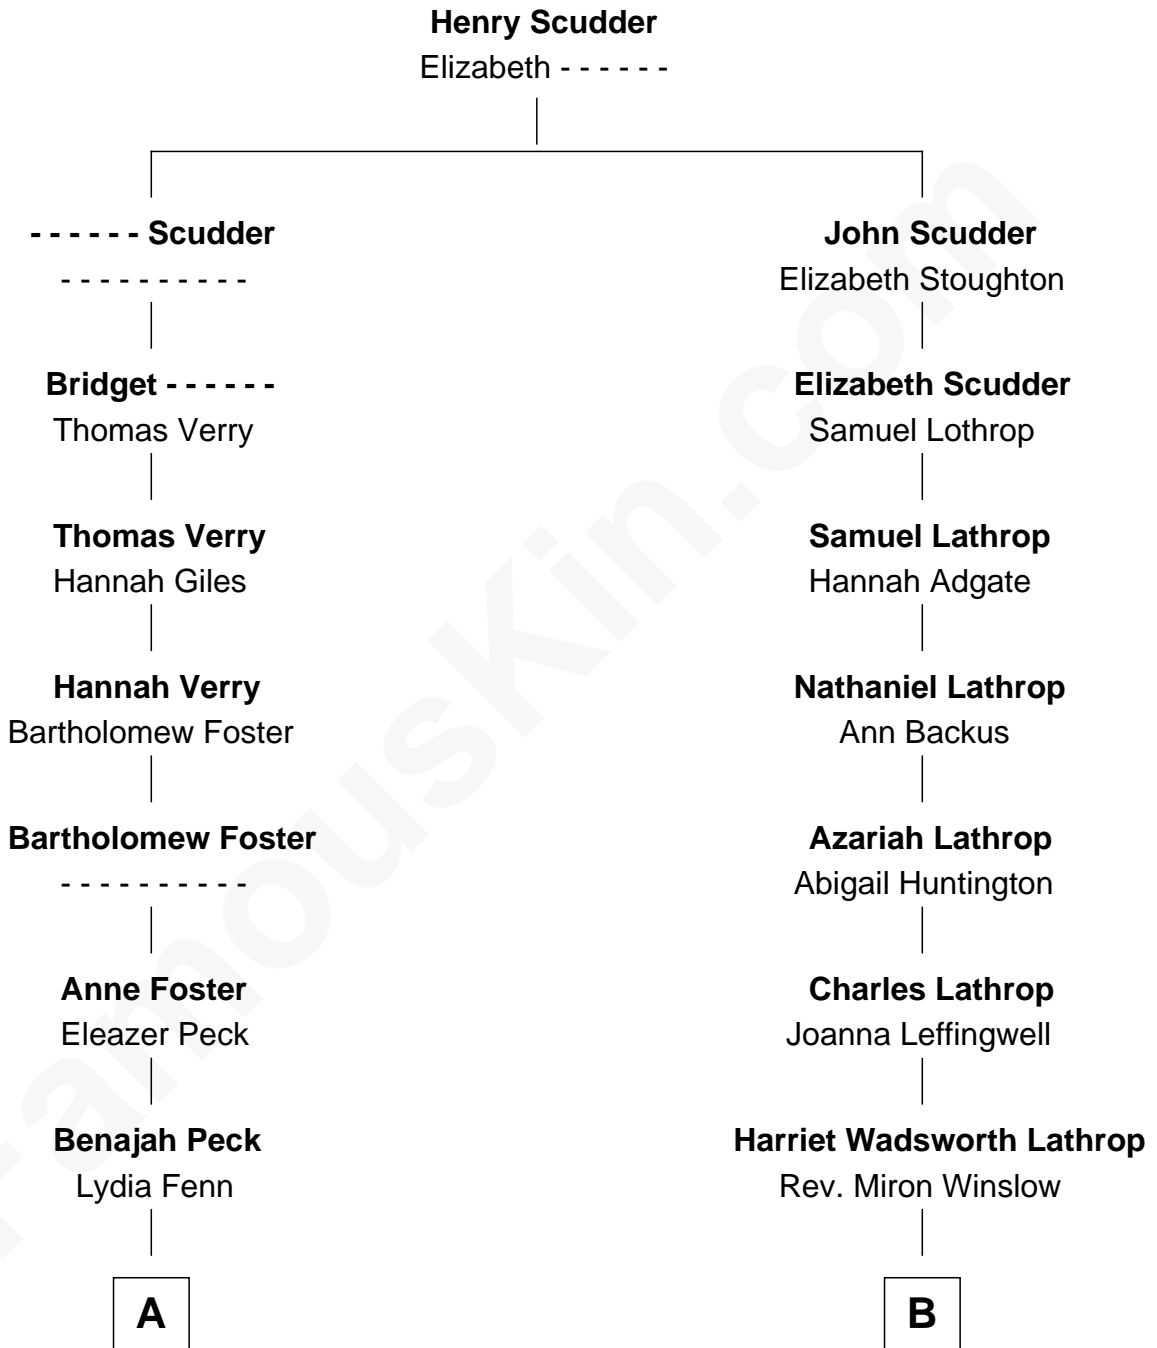 Henry Scudder
Elizabeth - - - - - -
- - - - - - Scudder
- - - - - - - - - -
John Scudder
Elizabeth Stoughton
Bridget - - - - - -
Thomas Verry
Elizabeth Scudder
Samuel Lothrop
Thomas Verry
Hannah Giles
Samuel Lathrop
Hannah Adgate
Hannah Verry
Bartholomew Foster
Nathaniel Lathrop
Ann Backus
Bartholomew Foster
- - - - - - - - - -
Azariah Lathrop
Abigail Huntington
Anne Foster
Eleazer Peck
Charles Lathrop
Joanna Leffingwell
Benajah Peck
Lydia Fenn
Harriet Wadsworth Lathrop
Rev. Miron Winslow
A
B
FamousKin.com